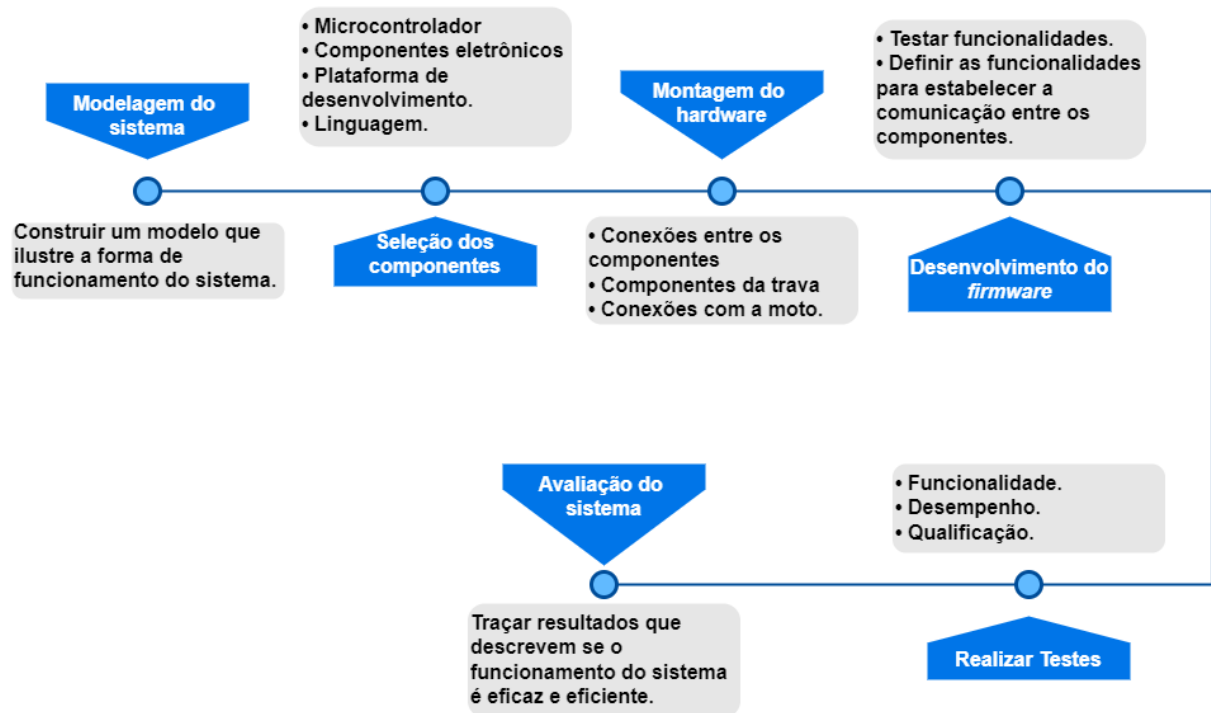 Modelagem do
sistema
Construir um modelo que
ilustre a forma de
funcionamento do sistema.
• Microcontrolador
• Componentes eletrônicos
• Plataforma de
desenvolvimento.
• Linguagem.
Seleção dos
componentes
Montagem do
hardware
• Conexões entre os
componentes
• Componentes da trava
• Conexões com a moto.
• Testar funcionalidades.
• Definir as funcionalidades
para estabelecer a
comunicação entre os
componentes.
Desenvolvimento do
firmware
• Funcionalidade.
• Desempenho.
• Qualificação.
Realizar Testes
Avaliação do
sistema
Traçar resultados que
descrevem se o
funcionamento do sistema
é eficaz e eficiente.